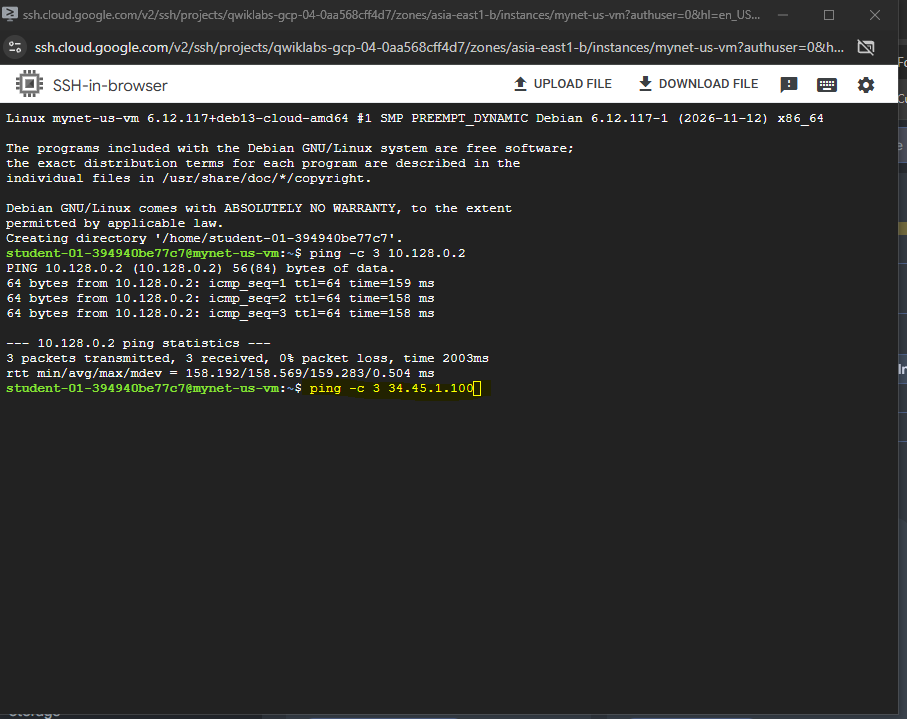 ssh.cloud.google.com/v2/ssh/projects/qwiklabs-gcp-04-0aa568cff4d7/zones/asia-east1-b/instances/mynet-us-vm?authuser=0&hl=en_US...
ssh.cloud.google.com/v2/ssh/projects/qwiklabs-gcp-04-0aa568cff4d7/zones/asia-east1-b/instances/mynet-us-vm?authuser=0&h...
SSH-in-browser UPLOAD FILE DOWNLOAD FILE
Linux mynet-us-vm 6.12.117+deb13-cloud-amd64 #1 SMP PREEMPT_DYNAMIC Debian 6.12.117-1 (2026-11-12) x86_64
The programs included with the Debian GNU/Linux system are free software;
the exact distribution terms for each program are described in the
individual files in /usr/share/doc/*/copyright.
Debian GNU/Linux comes with ABSOLUTELY NO WARRANTY, to the extent
permitted by applicable law.
Creating directory '/home/student-01-394940be77c7'.
student-01-394940be77c7@mynet-us-vm:~$ ping -c 3 10.128.0.2
PING 10.128.0.2 (10.128.0.2) 56(84) bytes of data.
64 bytes from 10.128.0.2: icmp_seq=1 ttl=64 time=159 ms
64 bytes from 10.128.0.2: icmp_seq=2 ttl=64 time=158 ms
64 bytes from 10.128.0.2: icmp_seq=3 ttl=64 time=158 ms
--- 10.128.0.2 ping statistics ---
3 packets transmitted, 3 received, 0% packet loss, time 2003ms
rtt min/avg/max/mdev = 158.192/158.569/159.283/0.504 ms
student-01-394940be77c7@mynet-us-vm:~$ ping -c 3 34.45.1.100